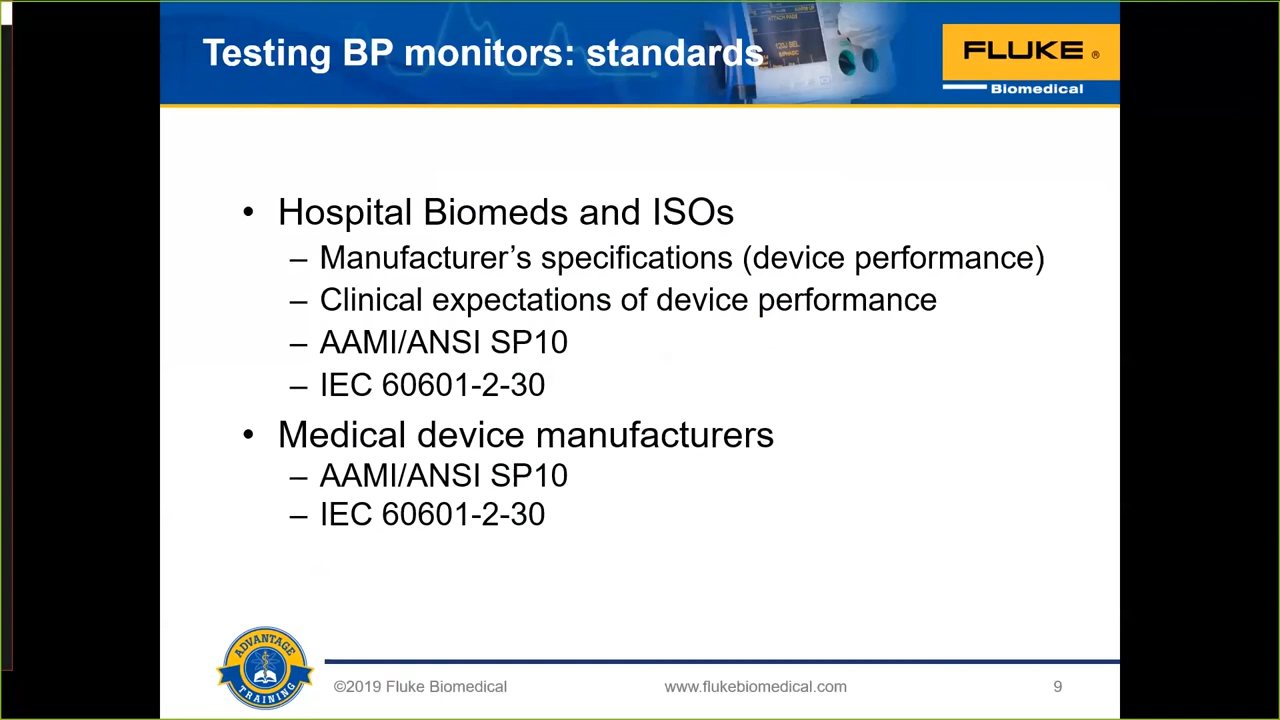 Testing BP monitors: standards
FLUKE ®
Biomedical
• Hospital Biomeds and ISOs
– Manufacturer’s specifications (device performance)
– Clinical expectations of device performance
– AAMI/ANSI SP10
– IEC 60601-2-30
• Medical device manufacturers
– AAMI/ANSI SP10
– IEC 60601-2-30
ADVANTAGE
TRAINING
©2019 Fluke Biomedical
www.flukebiomedical.com
9